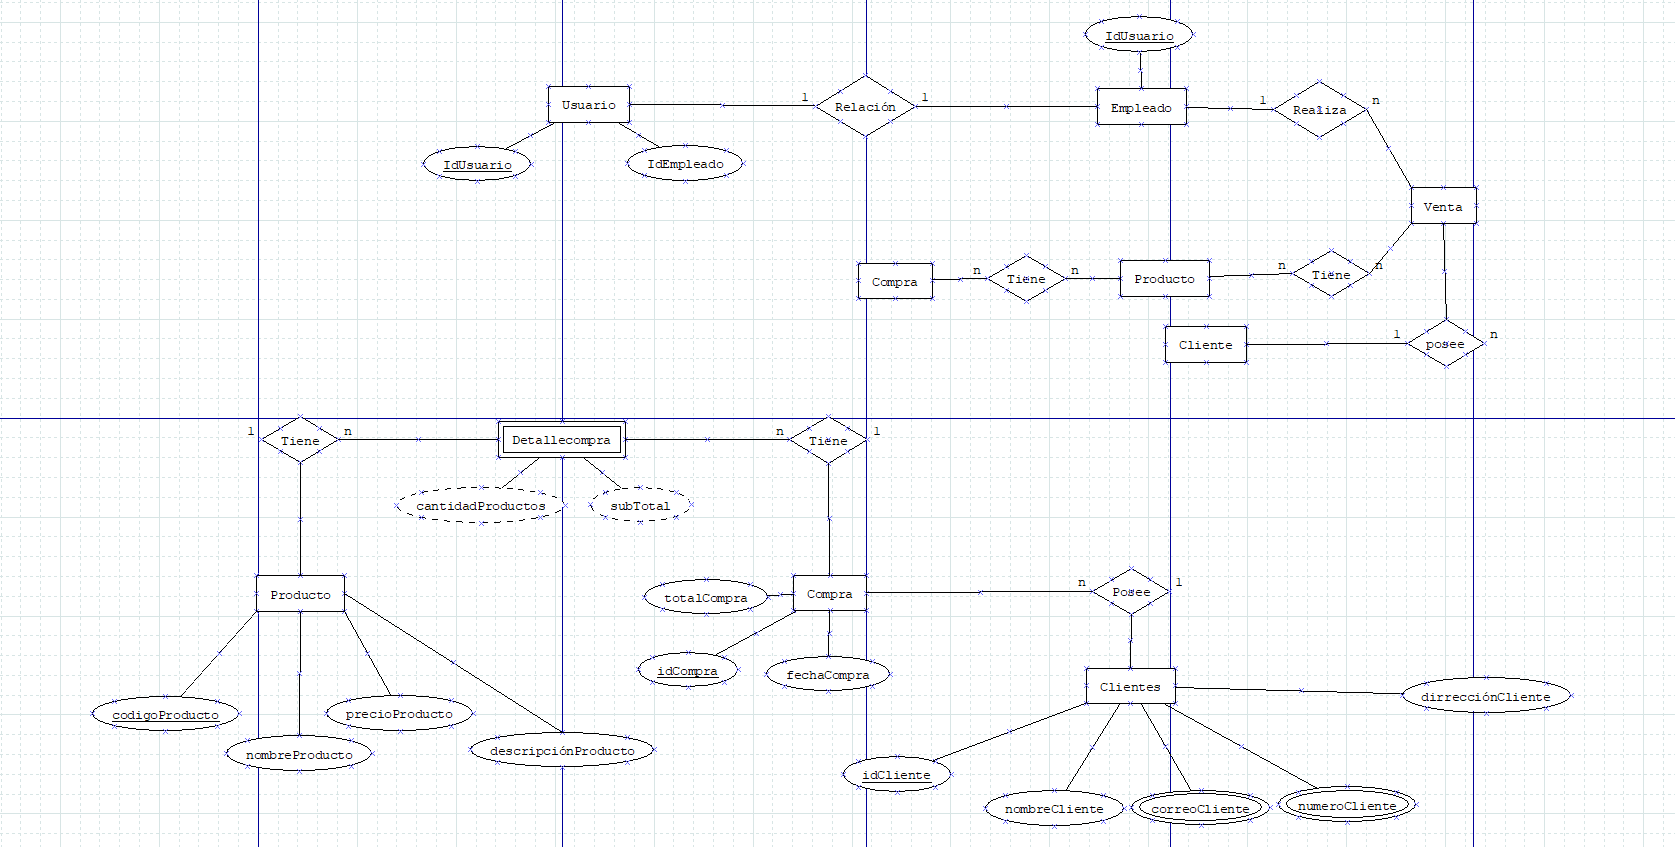 IdUsuario
Usuario
1
Relación
1
Empleado
1
Realiza
n
IdUsuario
IdEmpleado
Venta
Compra
n
Tiene
n
Producto
n
Tiene
n
Cliente
1
posee
n
1
Tiene
n
Detallecompra
n
Tiene
1
cantidadProductos
subTotal
Producto
totalCompra
Compra
n
Posee
1
idCompra
fechaCompra
Clientes
dirrecciónCliente
codigoProducto
precioProducto
nombreProducto
descripciónProducto
idCliente
nombreCliente
correoCliente
numeroCliente